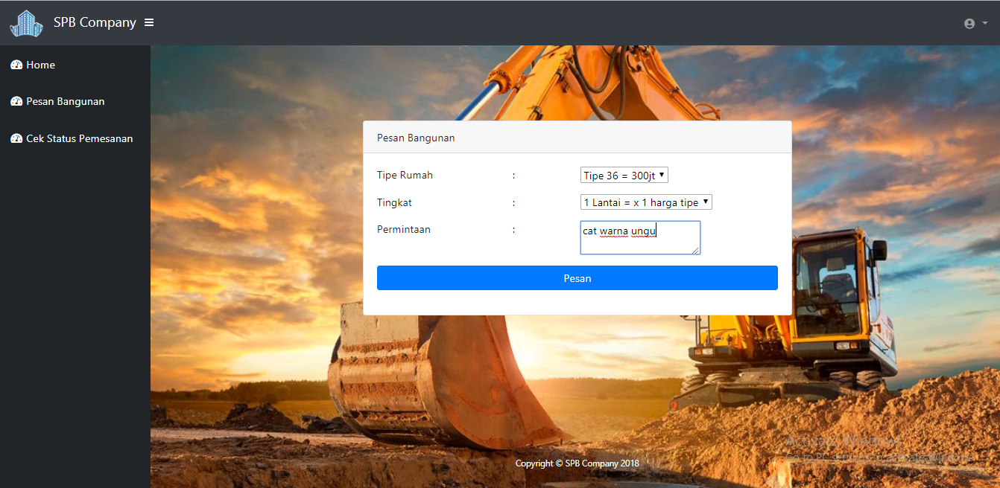 SPB Company
Home
Pesan Bangunan
Cek Status Pemesanan
Pesan Bangunan
Tipe Rumah : Tipe 36 = 300jt
Tingkat : 1 Lantai = x 1 harga tipe
Permintaan : cat warna ungu
Pesan
Activate Windows
Go to PC settings to activate Windows.
Copyright © SPB Company 2018